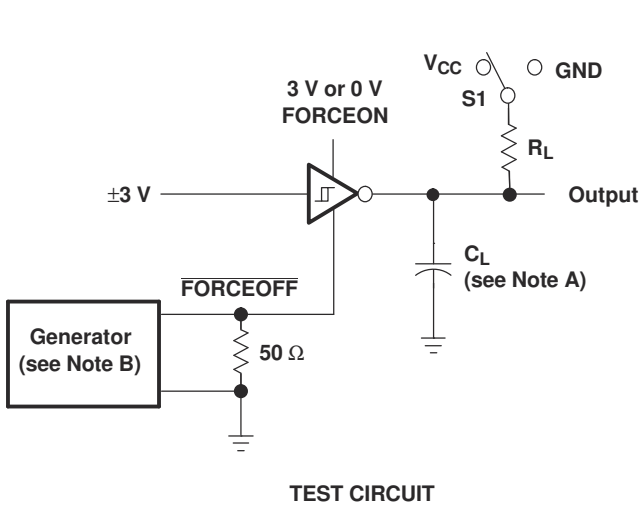 VCC
GND
S1
3 V or 0 V
FORCEON
RL
±3 V
Output
CL
(see Note A)
FORCEOFF
Generator
(see Note B)
50 Ω
TEST CIRCUIT